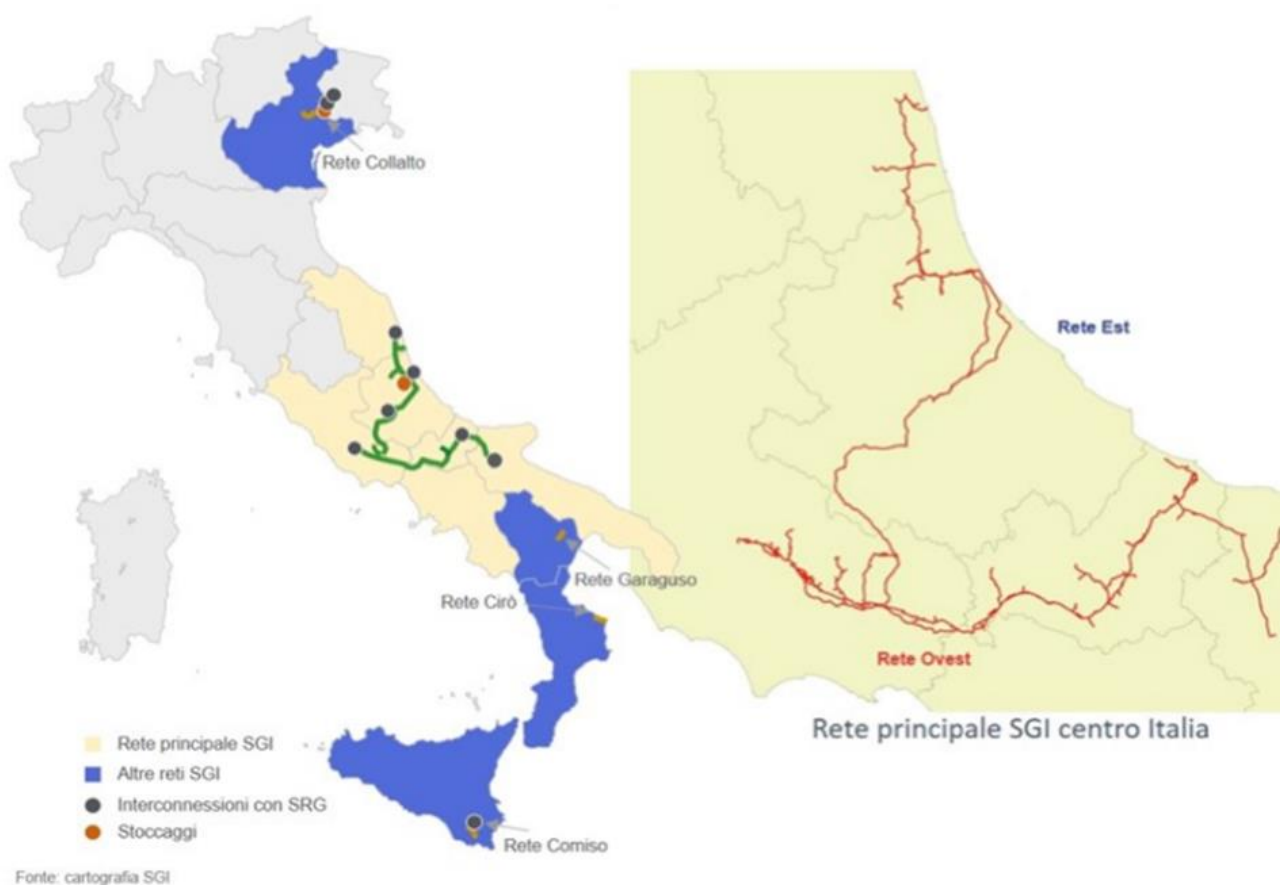 Rete Collalto
Rete Est
Rete Garaguso
Rete Cirò
Rete Ovest
Rete principale SGI centro Italia
Rete principale SGI
Altre reti SGI
Interconnessioni con SRG
Stoccaggi
Rete Comiso
Fonte: cartografia SGI